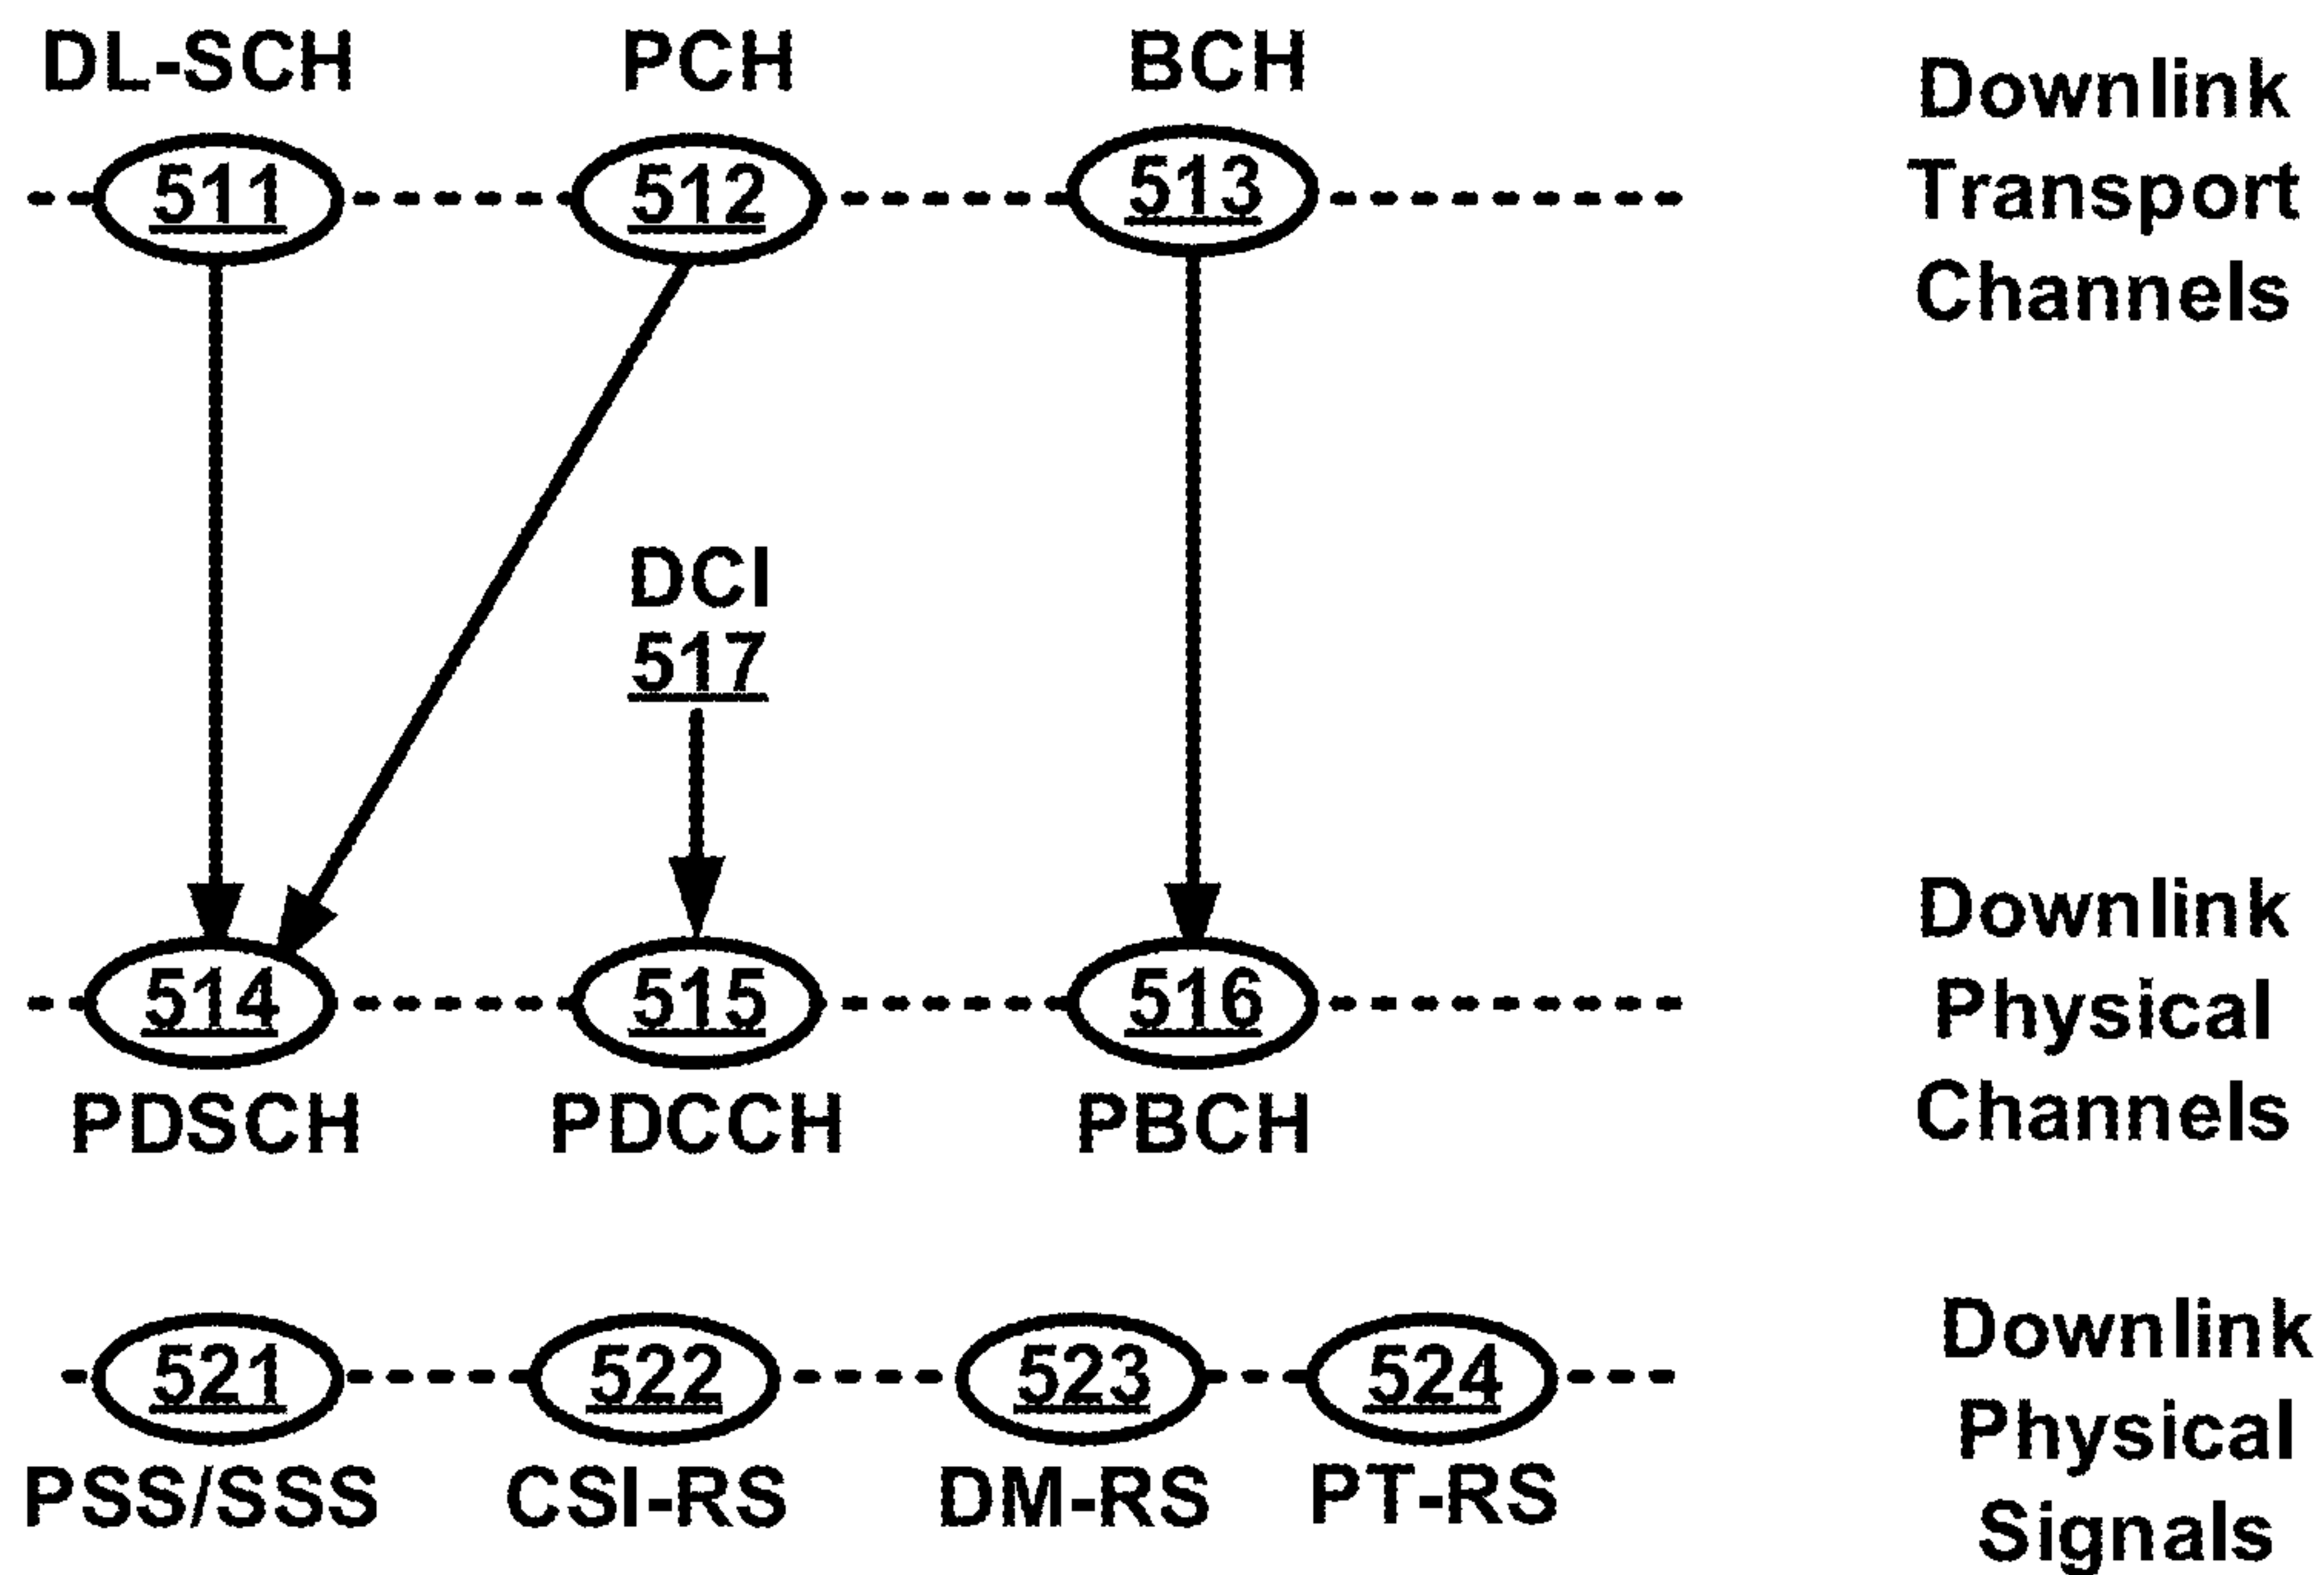 DL-SCH PCH BCH
511 512 513
Downlink
Transport
Channels
DCI
517
514 515 516
PDSCH PDCCH PBCH
Downlink
Physical
Channels
521 522 523 524
PSS/SSS CSI-RS DM-RS PT-RS
Downlink
Physical
Signals